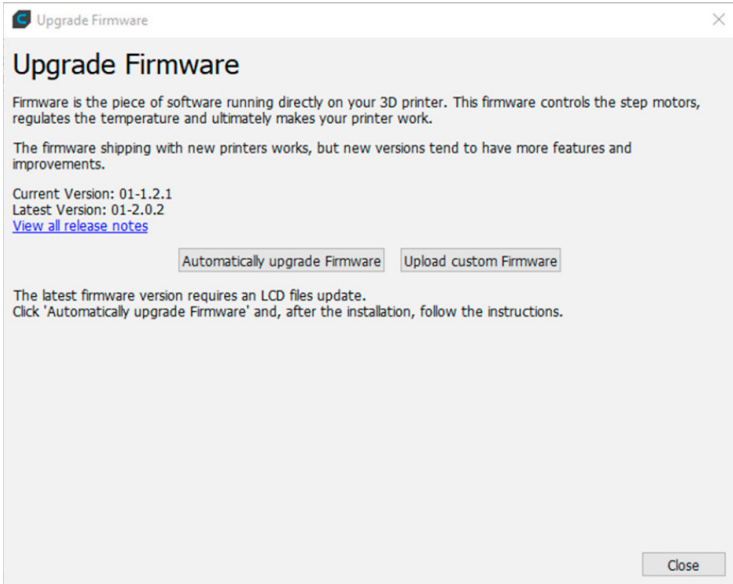 Upgrade Firmware
Upgrade Firmware
Firmware is the piece of software running directly on your 3D printer. This firmware controls the step motors,
regulates the temperature and ultimately makes your printer work.
The firmware shipping with new printers works, but new versions tend to have more features and
improvements.
Current Version: 01-1.2.1
Latest Version: 01-2.0.2
View all release notes
Automatically upgrade Firmware Upload custom Firmware
The latest firmware version requires an LCD files update.
Click 'Automatically upgrade Firmware' and, after the installation, follow the instructions.
Close